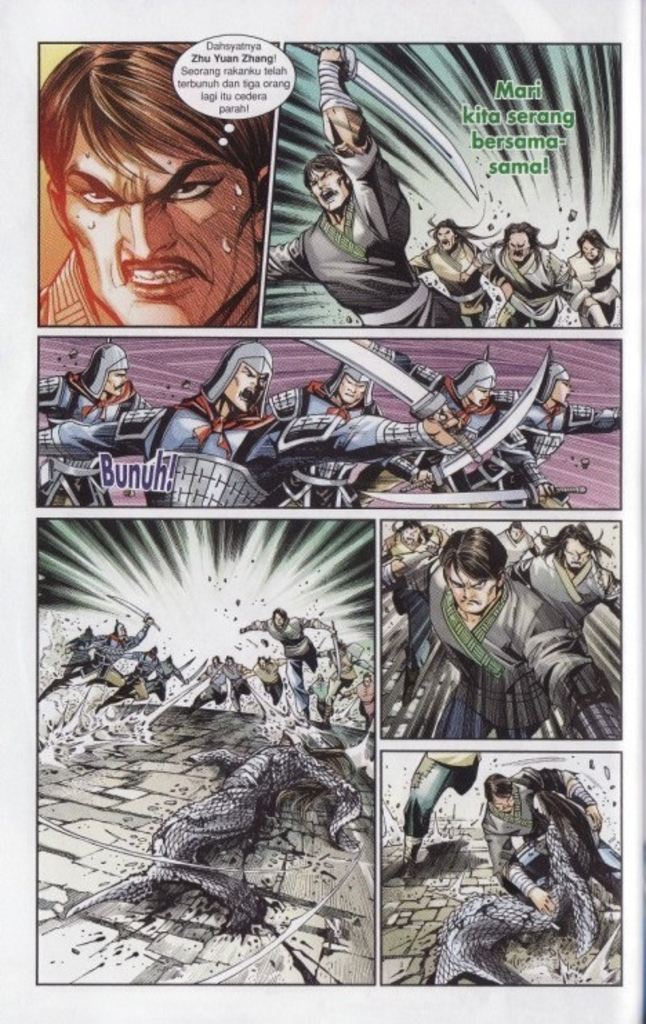 Dahsyatnya
Zhu Yuan Zhang!
Seorang rakanku telah
terbunuh dan tiga orang
lagi itu cedera
parah!
Mari
kita serang
bersama-
sama!
Bunuh!